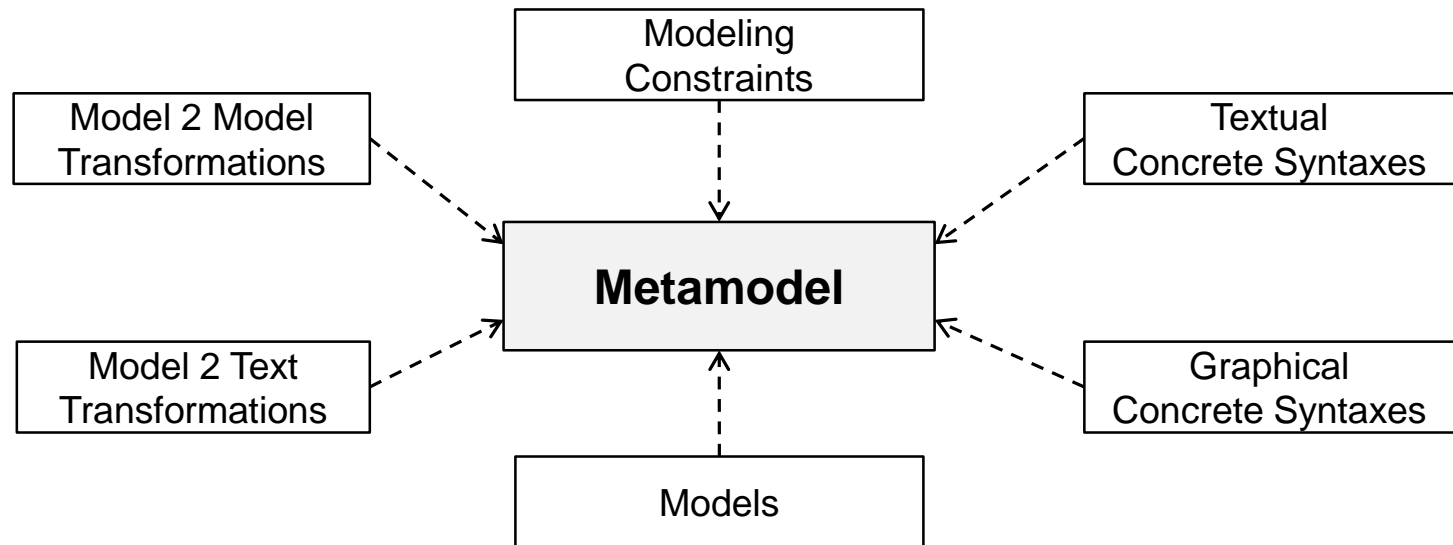 Modeling
Constraints
Model 2 Model
Transformations
Textual
Concrete Syntaxes
Metamodel
Model 2 Text
Transformations
Graphical
Concrete Syntaxes
Models